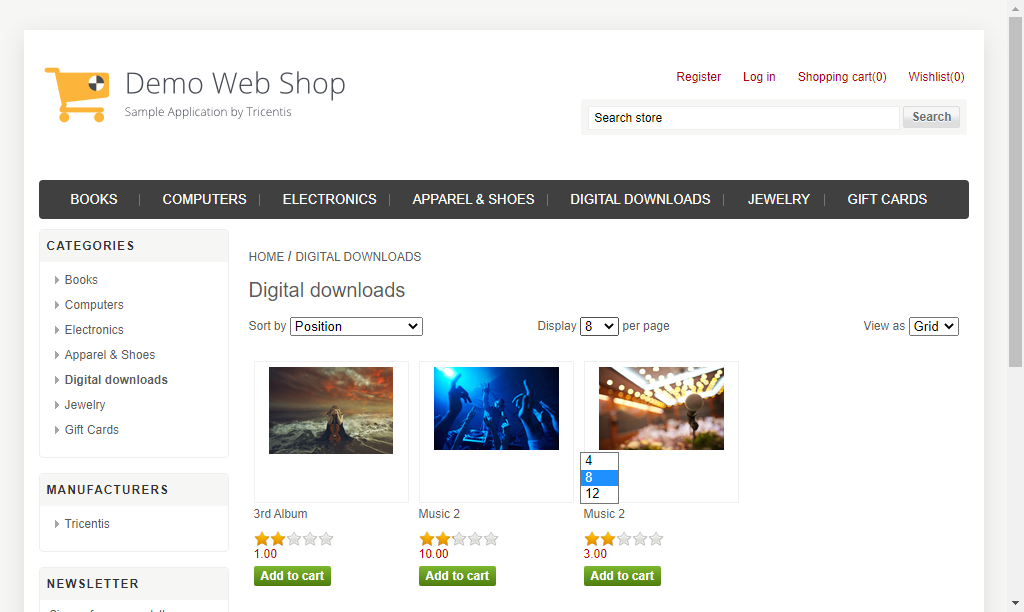 Demo Web Shop
Sample Application by Tricentis
Register Log in Shopping cart(0) Wishlist(0)
Search store Search
BOOKS COMPUTERS ELECTRONICS APPAREL & SHOES DIGITAL DOWNLOADS JEWELRY GIFT CARDS
CATEGORIES
Books
Computers
Electronics
Apparel & Shoes
Digital downloads
Jewelry
Gift Cards
MANUFACTURERS
Tricentis
NEWSLETTER
HOME / DIGITAL DOWNLOADS
Digital downloads
Sort by Position Display 8 per page View as Grid
4
8
12
3rd Album Music 2 Music 2
1.00 10.00 3.00
Add to cart Add to cart Add to cart